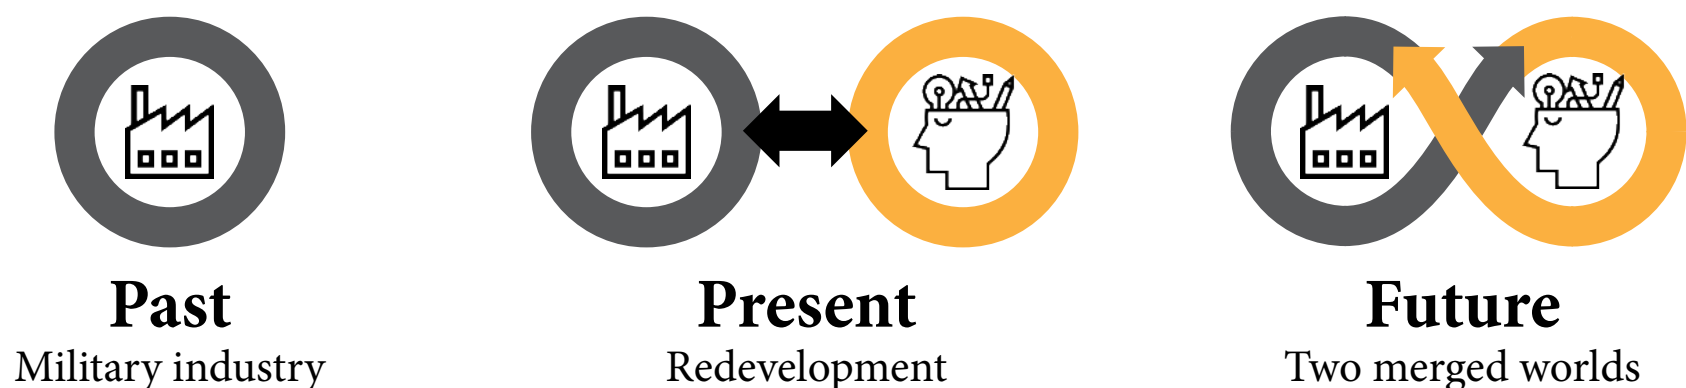 Past
Military industry
Present
Redevelopment
Future
Two merged worlds